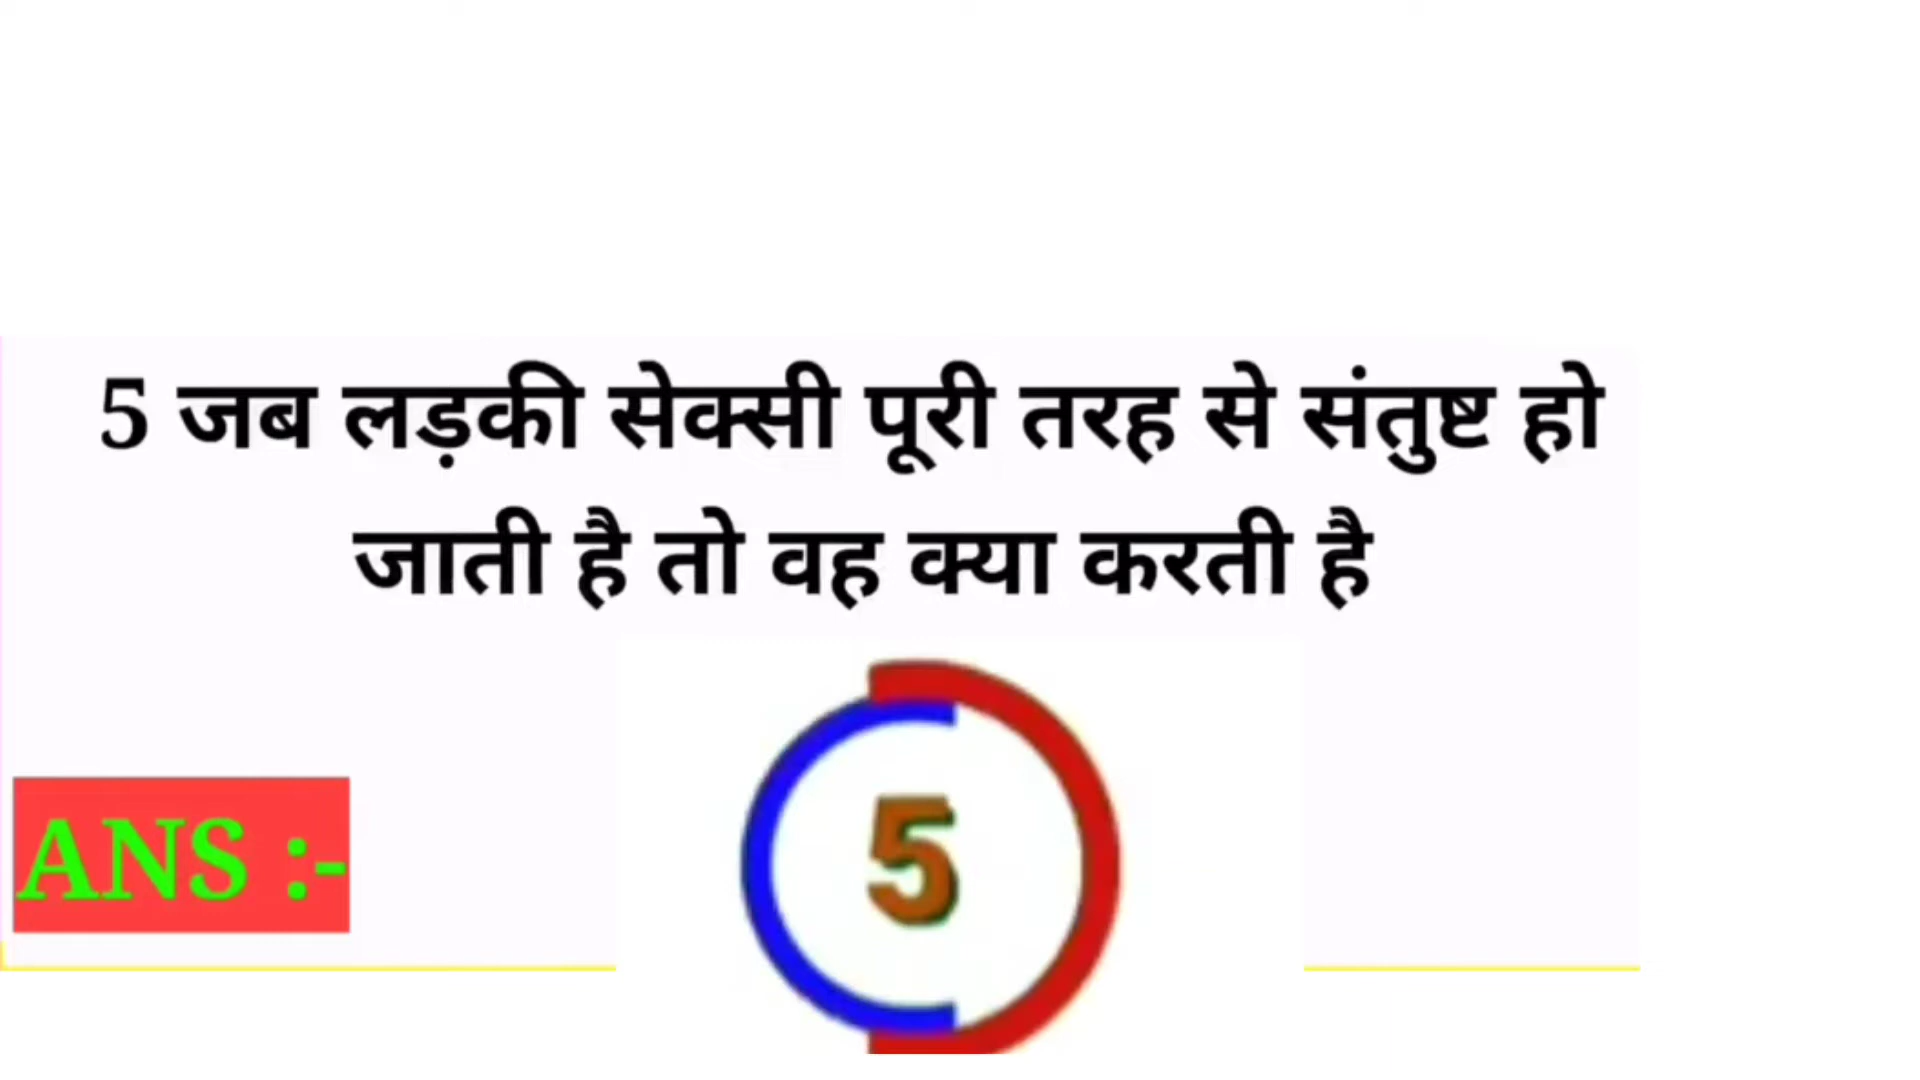 5 जब लड़की सेक्सी पूरी तरह से संतुष्ट हो
जाती है तो वह क्या करती है
5
ANS :-